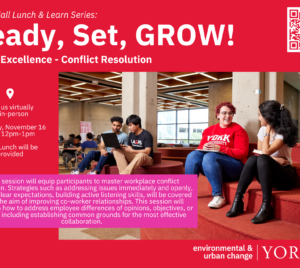 all Lunch & Learn Series:
eady, Set, GROW!
Excellence - Conflict Resolution
us virtually
in-person
y, November 16
12pm-1pm
Lunch will be
provided
session will equip participants to master workplace conflict
n. Strategies such as addressing issues immediately and openly,
lear expectations, building active listening skills, will be covered
he aim of improving co-worker relationships. This session will
how to address employee differences of opinions, objectives, or
including establishing common grounds for the most effective
collaboration.
YORK
environmental &
urban change
YOR